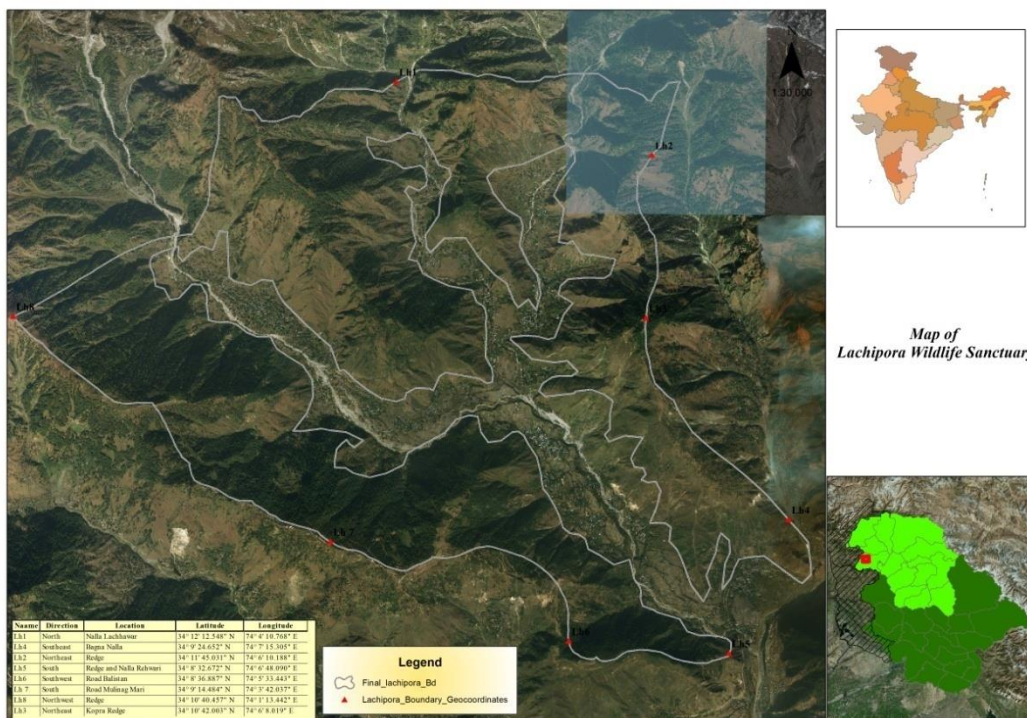 Lh1
N
1:30,000
Lh2
Lh8
Lh3
Map of
Lachipora Wildlife Sanctuary
Lh4
Lh 7
Lh6
Lh5
Naame Direction Location Latitude Longitude
Lh1 North Nalla Lachhawar 34° 12' 12.548" N 74° 4' 10.768" E
Lh4 Southeast Bagna Nalla 34° 9' 24.652" N 74° 7' 15.305" E
Lh2 Northeast Redge 34° 11' 45.031" N 74° 6' 10.188" E
Lh5 South Redge and Nalla Rehwari 34° 8' 32.672" N 74° 6' 48.090" E
Lh6 Southwest Road Balistan 34° 8' 36.887" N 74° 5' 33.443" E
Lh 7 South Road Mulinag Mari 34° 9' 14.484" N 74° 3' 42.037" E
Lh8 Northwest Redge 34° 10' 40.457" N 74° 1' 13.442" E
Lh3 Northeast Kopra Redge 34° 10' 42.003" N 74° 6' 8.019" E
Legend
Final_lachipora_Bd
Lachipora_Boundary_Geocoordinates